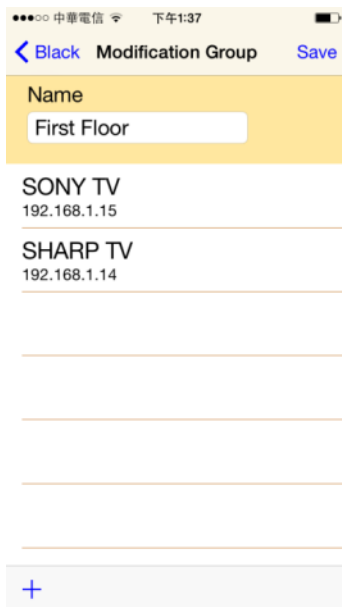 中華電信 下午1:37
Black Modification Group Save
Name
First Floor
SONY TV
192.168.1.15
SHARP TV
192.168.1.14
+